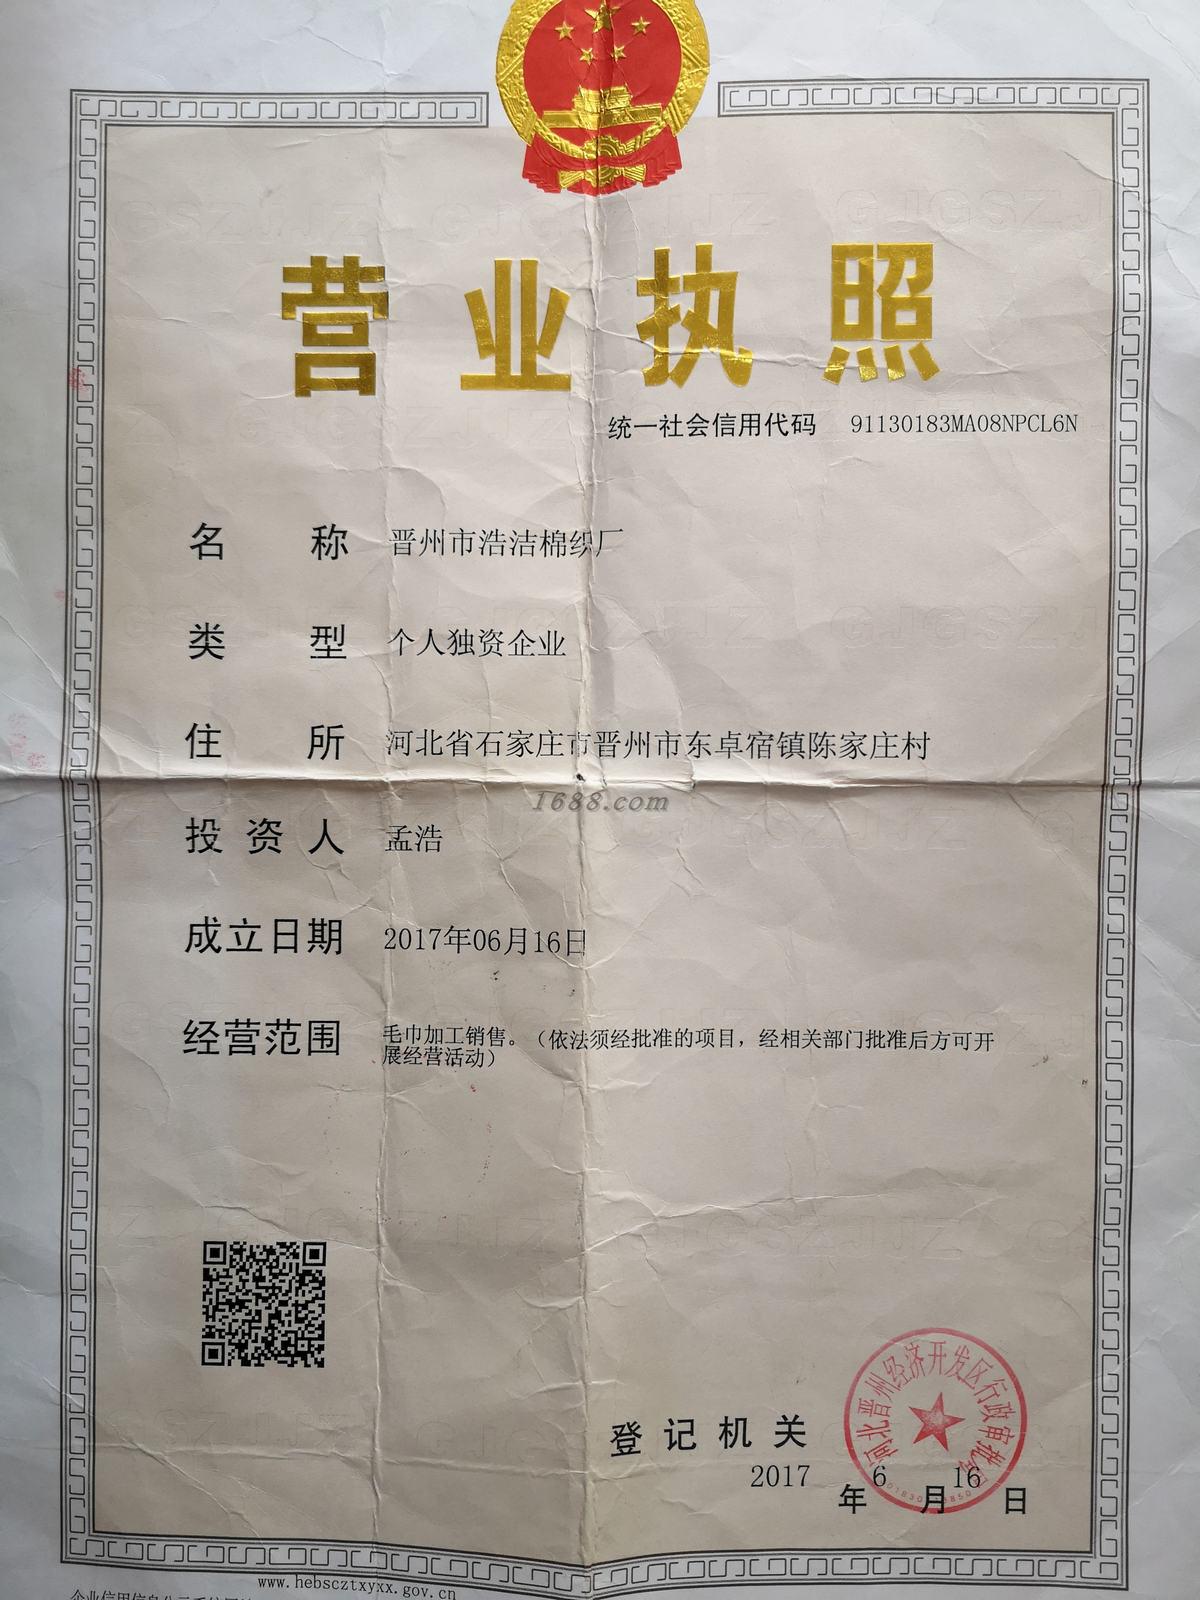 营业执照
统一社会信用代码 91130183MA08NPCL6N
名称 晋州市浩洁棉织厂
类型 个人独资企业
住所 河北省石家庄市晋州市东卓宿镇陈家庄村
1688.com
投资人 孟浩
成立日期 2017年06月16日
经营范围 毛巾加工销售。(依法须经批准的项目，经相关部门批准后方可开
展经营活动)
河北晋州经济开发区行政审批局
登记机关
2017年6月16日
www.hebscztxyxx.gov.cn